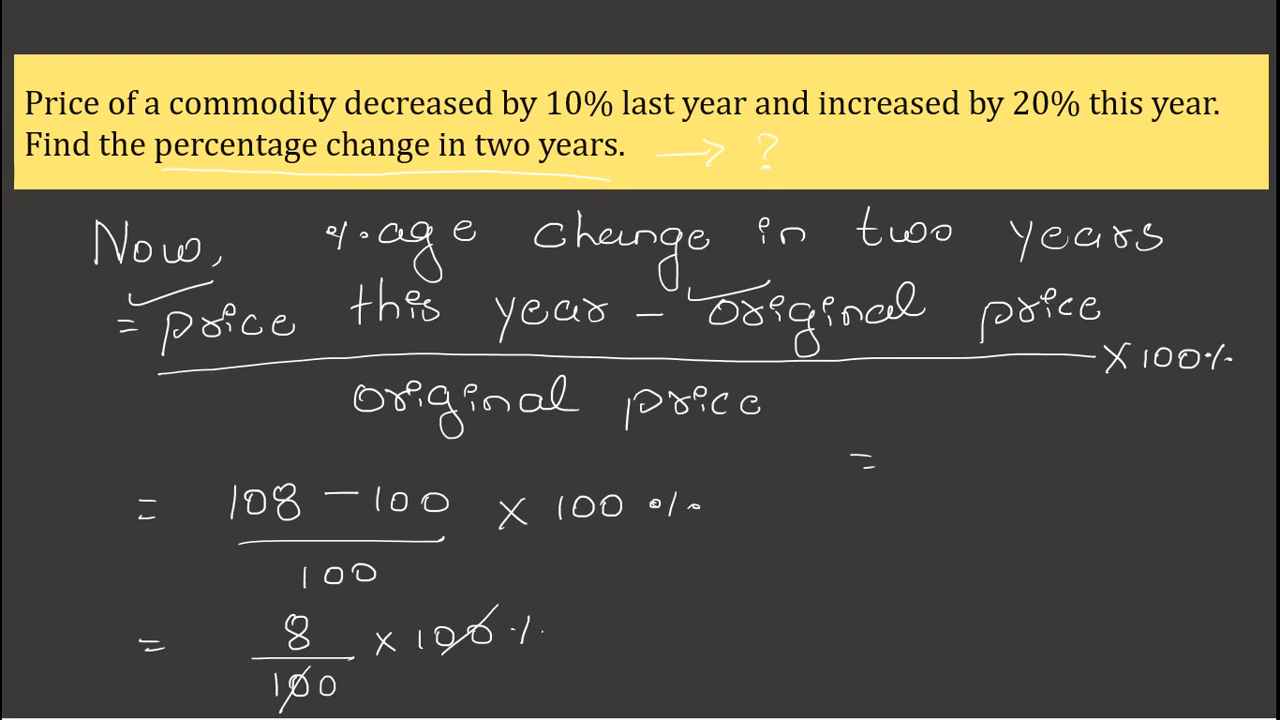 Price of a commodity decreased by 10% last year and increased by 20% this year.
Find the percentage change in two years. → ?
Now, %age change in two years
= price this year - original price
original price
× 100%
=
= 108 - 100
100
× 100 %
= 8
100
× 100 %